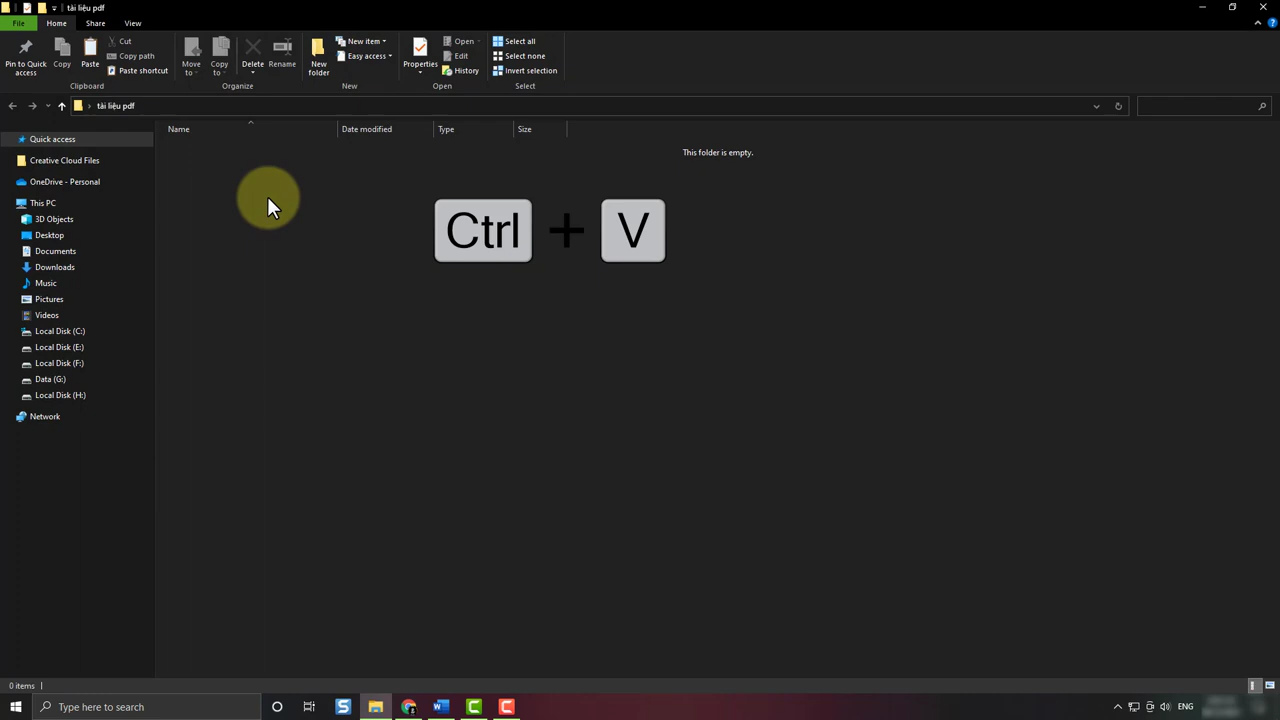 tài liệu pdf
File
Home
Share
View
Pin to Quick access
Copy
Paste
Cut
Copy path
Paste shortcut
Clipboard
Move to
Copy to
Delete
Rename
Organize
New folder
New item
Easy access
New
Properties
Open
Edit
History
Open
Select all
Select none
Invert selection
Select
tài liệu pdf
Name
Date modified
Type
Size
This folder is empty.
Ctrl + V
Quick access
Creative Cloud Files
OneDrive - Personal
This PC
3D Objects
Desktop
Documents
Downloads
Music
Pictures
Videos
Local Disk (C:)
Local Disk (E:)
Local Disk (F:)
Data (G:)
Local Disk (H:)
Network
0 items
Type here to search
ENG